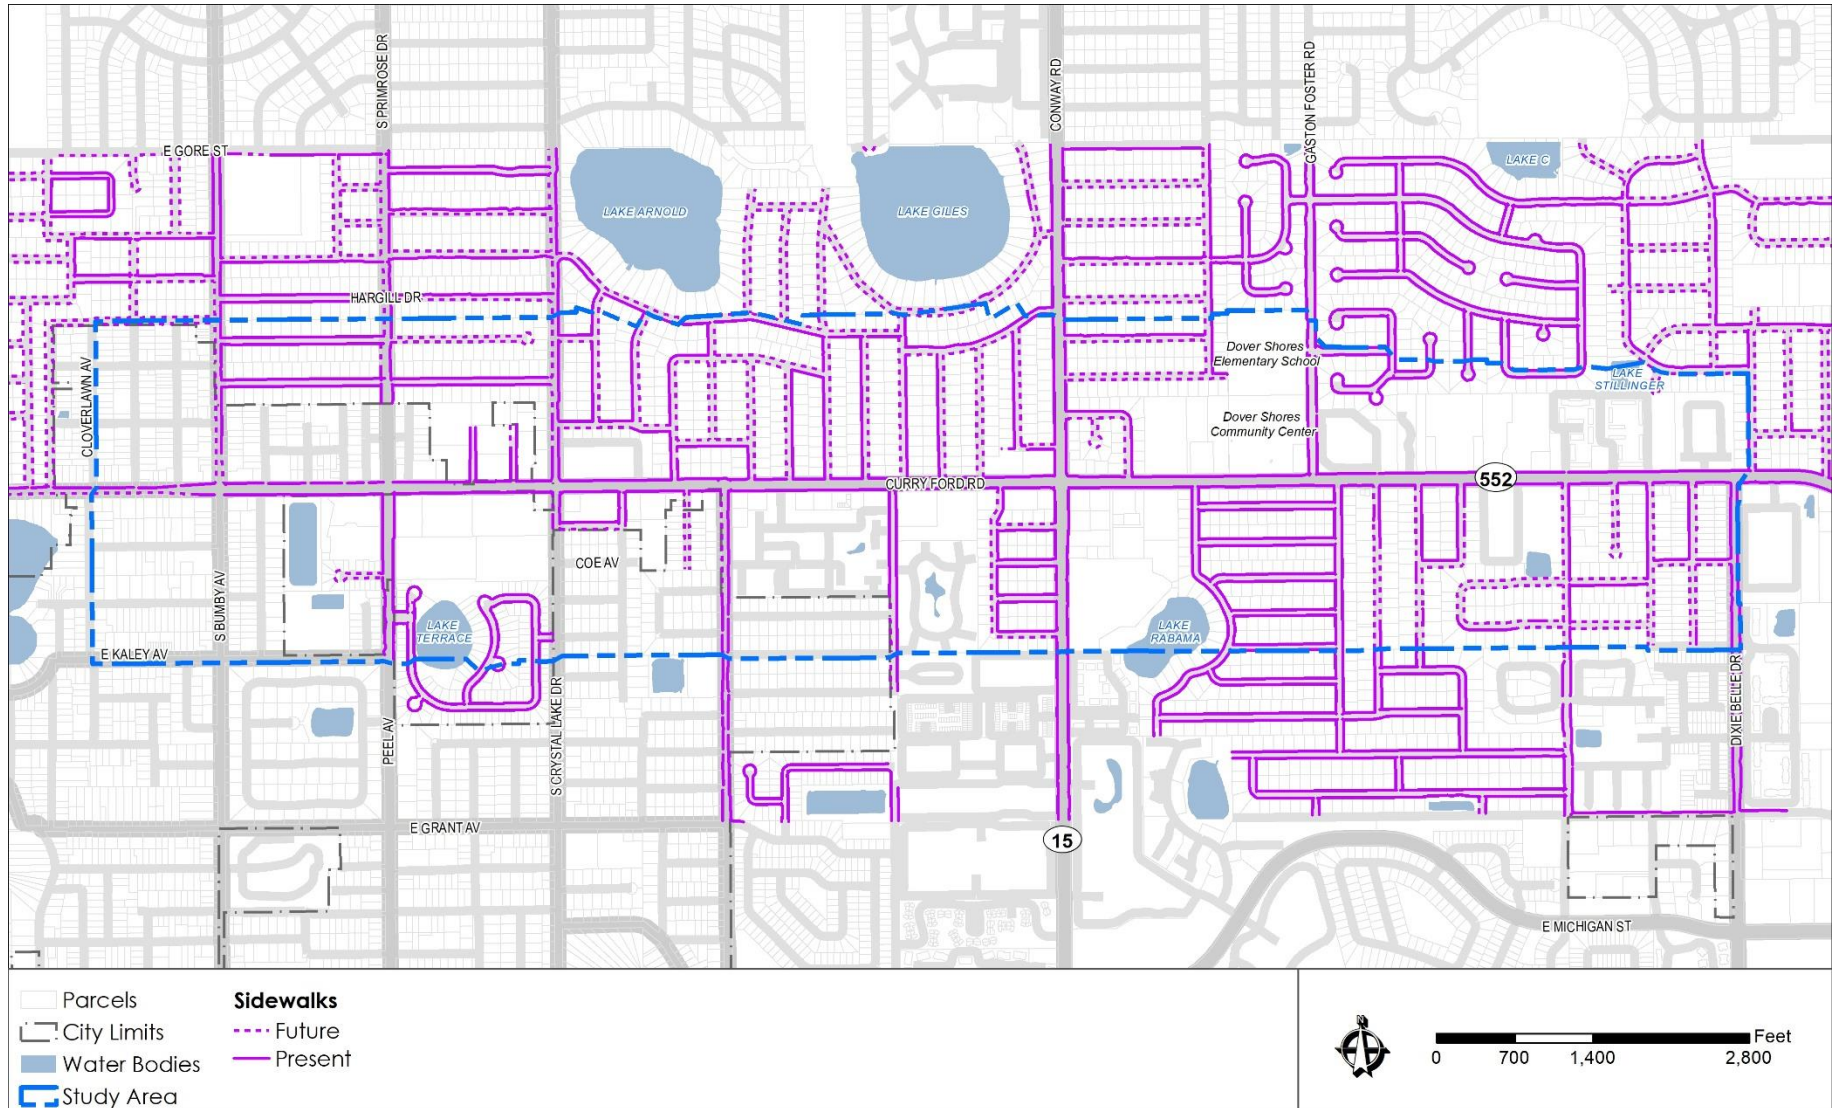 S PRIMROSE DR
CONWAY RD
GASTON FOSTER RD
E GORE ST
LAKE C
LAKE ARNOLD
LAKE GILES
HARGILL DR
Dover Shores
Elementary School
LAKE
STILLINGER
CLOVERLAWN AV
Dover Shores
Community Center
CURRY FORD RD
552
COE AV
S BUMBY AV
LAKE
TERRACE
LAKE
RABAMA
E KALEY AV
PEEL AV
S CRYSTAL LAKE DR
DIXIE BELLE DR
E GRANT AV
15
E MICHIGAN ST
Parcels
City Limits
Water Bodies
Study Area
Sidewalks
Future
Present
N
Feet
0 700 1,400 2,800